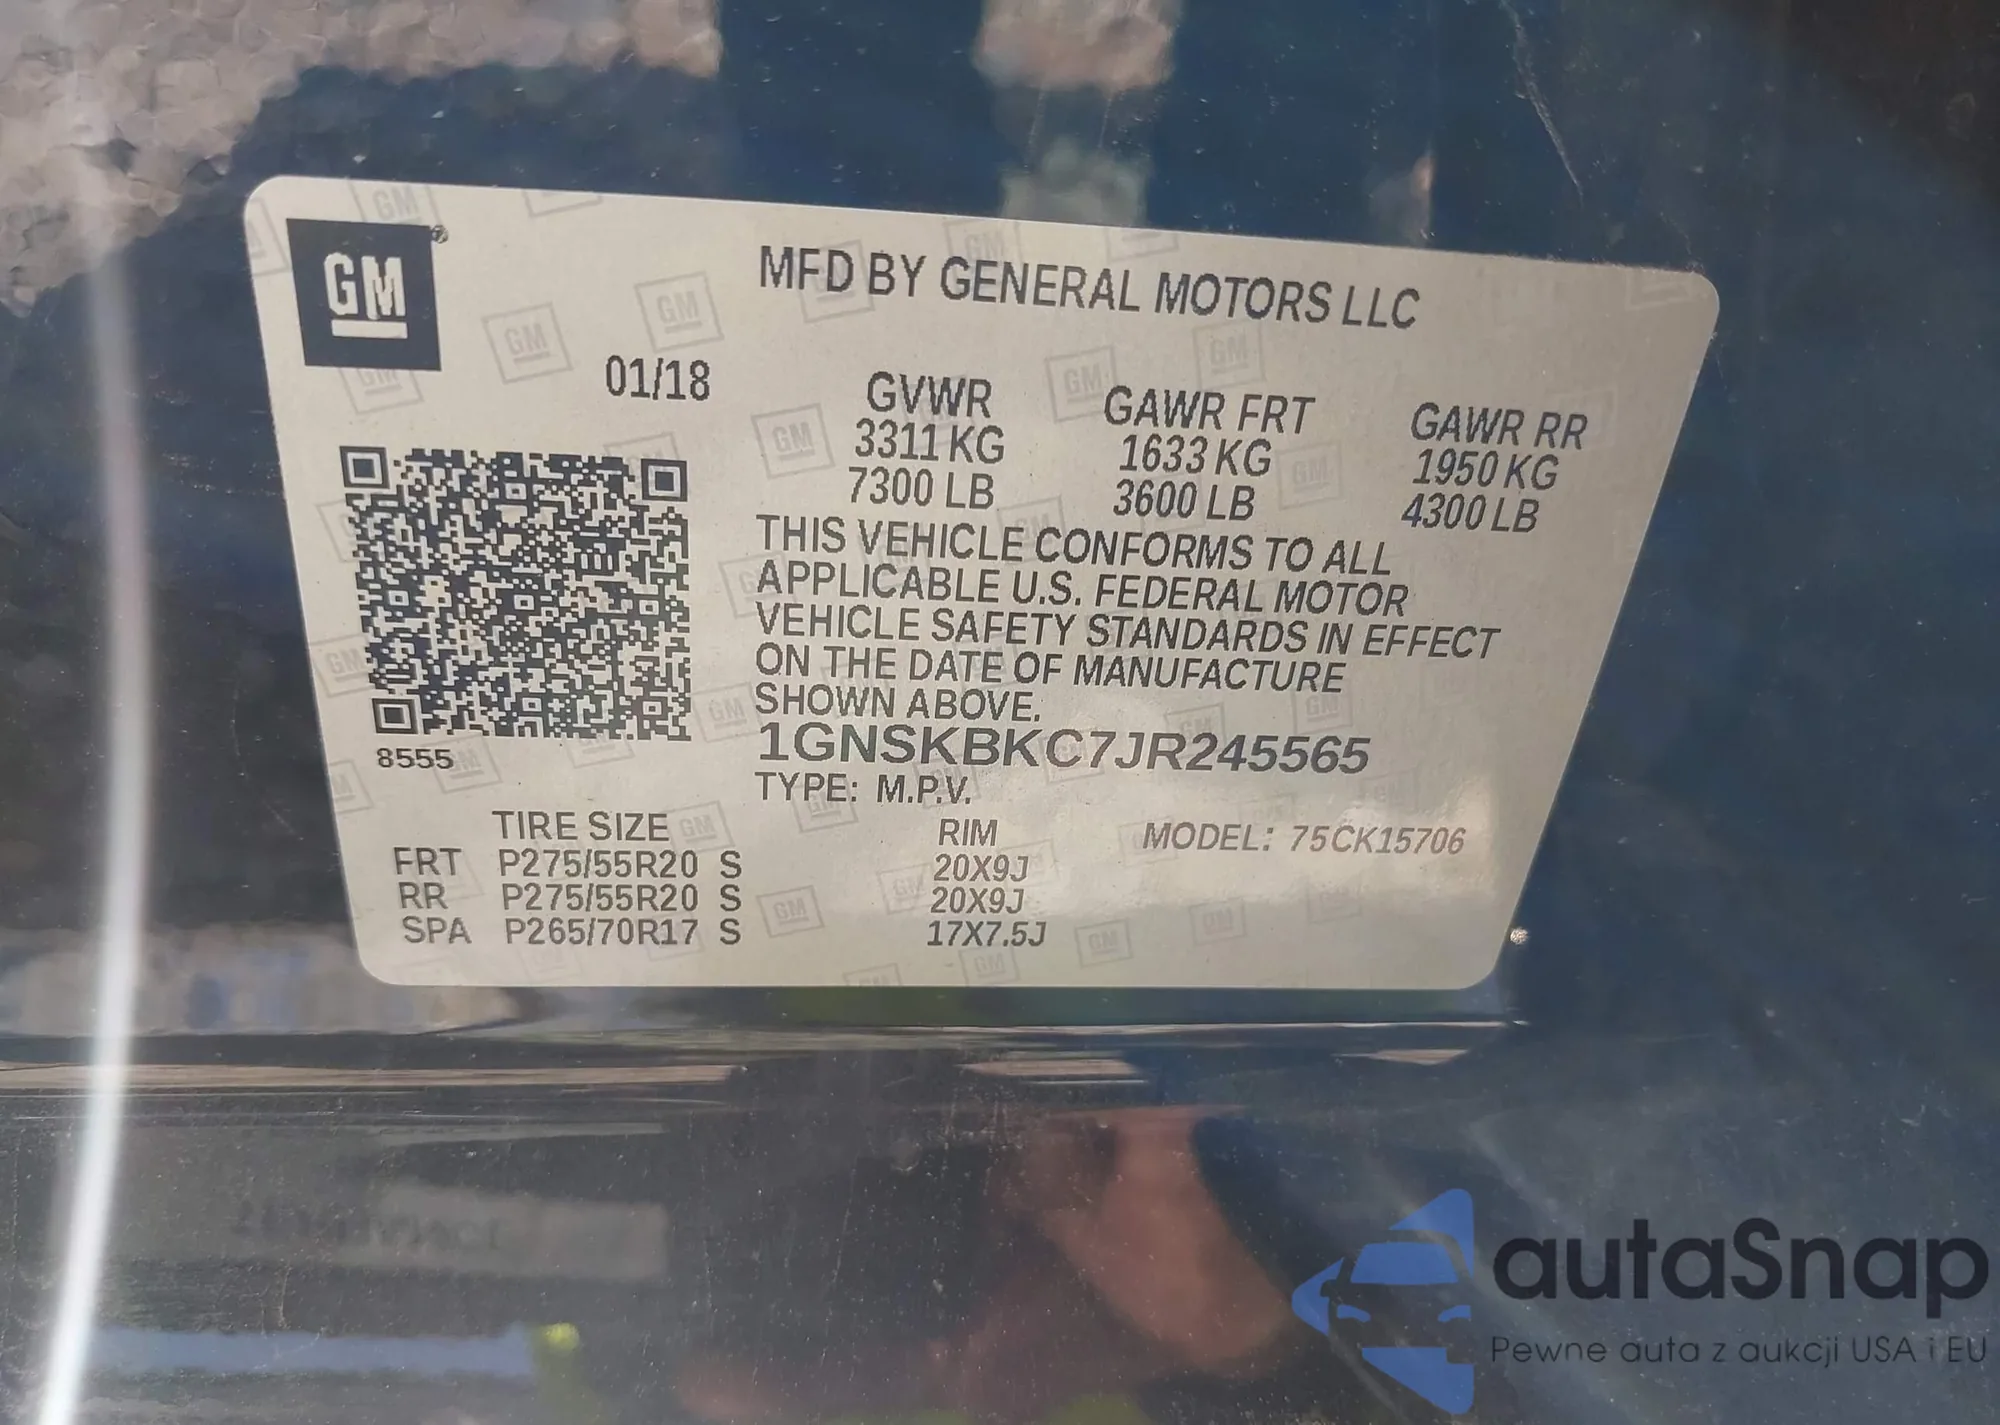 GM
MFD BY GENERAL MOTORS LLC
01/18
GVWR GAWR FRT GAWR RR
3311 KG 1633 KG 1950 KG
7300 LB 3600 LB 4300 LB
THIS VEHICLE CONFORMS TO ALL
APPLICABLE U.S. FEDERAL MOTOR
VEHICLE SAFETY STANDARDS IN EFFECT
ON THE DATE OF MANUFACTURE
SHOWN ABOVE.
1GNSKBKC7JR245565
8555
TYPE: M.P.V.
TIRE SIZE RIM MODEL: 75CK15706
FRT P275/55R20 S 20X9J
RR P275/55R20 S 20X9J
SPA P265/70R17 S 17X7.5J
autaSnap
Pewne auta z aukcji USA i EU